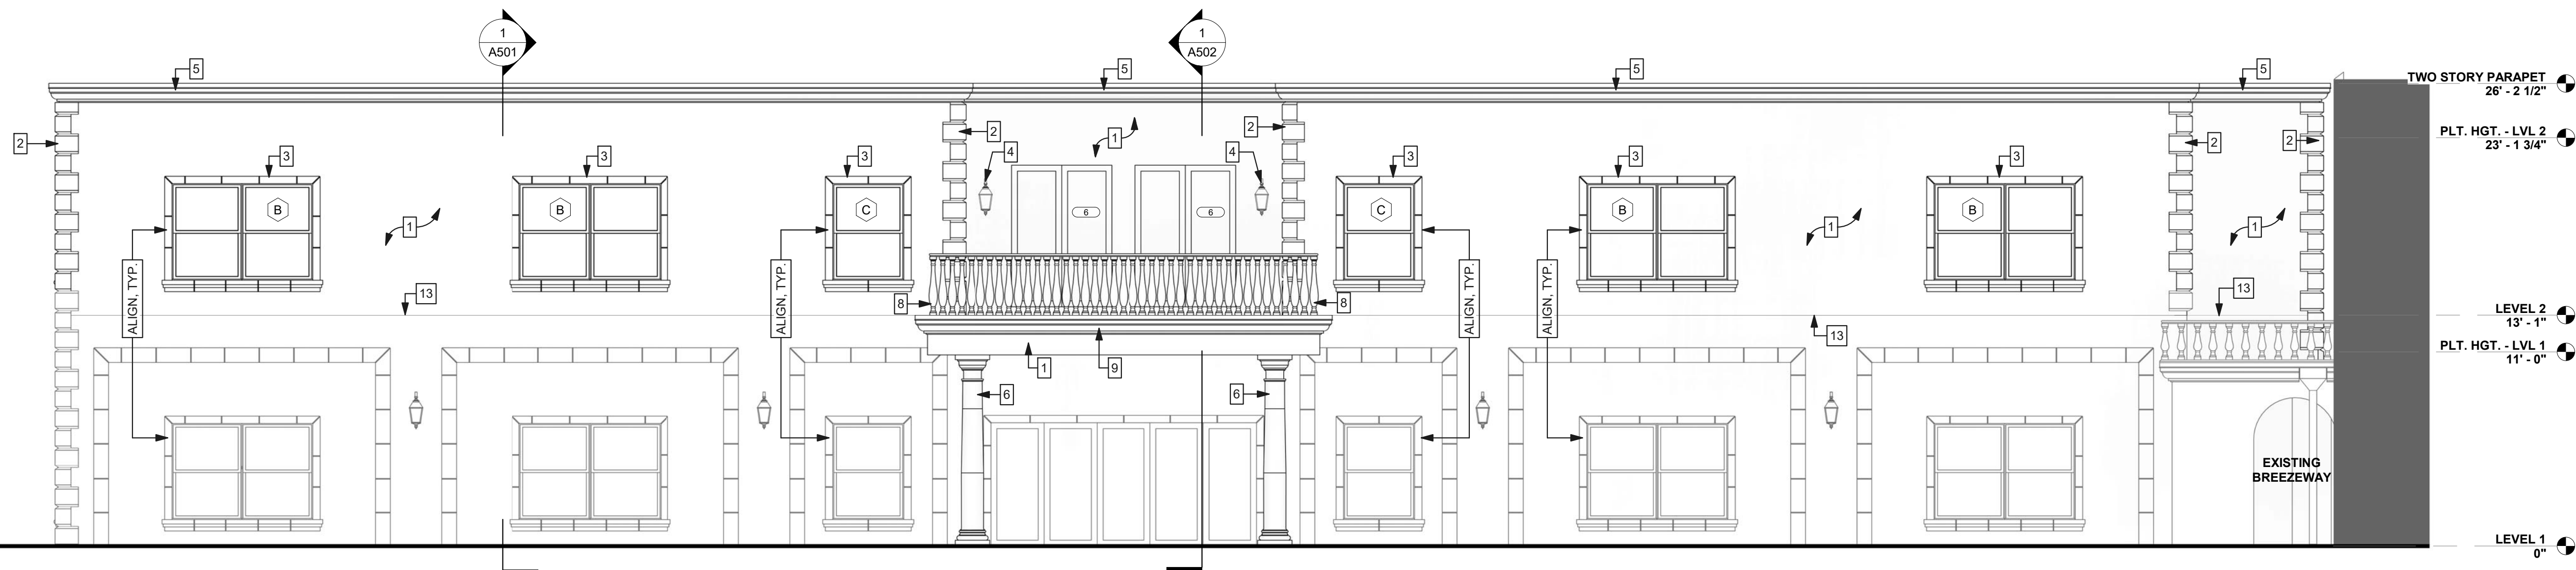 1
A501
1
A502
5
5
5
5
TWO STORY PARAPET
26' - 2 1/2"
2
2
2
2
2
PLT. HGT. - LVL 2
23' - 1 3/4"
1
3
3
3
4
4
3
3
3
B
B
C
6
6
C
B
B
1
1
1
ALIGN, TYP.
ALIGN, TYP.
ALIGN, TYP.
ALIGN, TYP.
13
8
8
13
13
LEVEL 2
13' - 1"
1
9
PLT. HGT. - LVL 1
11' - 0"
6
6
EXISTING
BREEZEWAY
LEVEL 1
0"